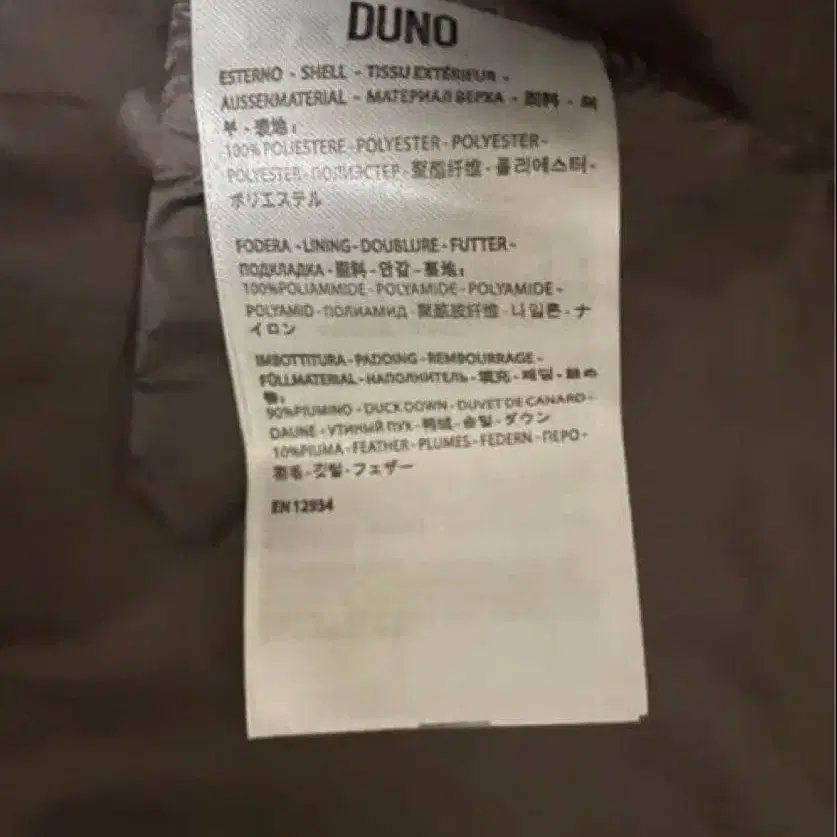 DUNO
ESTERNO - SHELL - TISSU EXTÉRIEUR -
AUSSENMATERIAL - МАТЕРИАЛ ВЕРХА - 面料 -
表地:
100% POLIESTERE - POLYESTER - POLYESTER -
POLYESTER - ПОЛИЭСТЕР - 聚酯纤维 - 폴리에스터 -
ポリエステル
FODERA - LINING - DOUBLURE - FUTTER -
ПОДКЛАДКА - 里料 - 안감 - 裏地:
100% POLIAMMIDE - POLYAMIDE - POLYAMIDE -
POLYAMID - ПОЛИАМИД - 聚酰胺纤维 - 나일론 - ナ
イロン
IMBOTTITURA - PADDING - REMBOURRAGE -
FÜLLMATERIAL - НАПОЛНИТЕЛЬ - 填充 - 패딩 - 詰め
物:
90% PIUMINO - DUCK DOWN - DUVET DE CANARD -
DAUNE - УТИНЫЙ ПУХ - 鸭绒 - 솜털 - ダウン
10% PIUMA - FEATHER - PLUMES - FEDERN - ПЕРО -
깃털 - フェザー
EN 12934